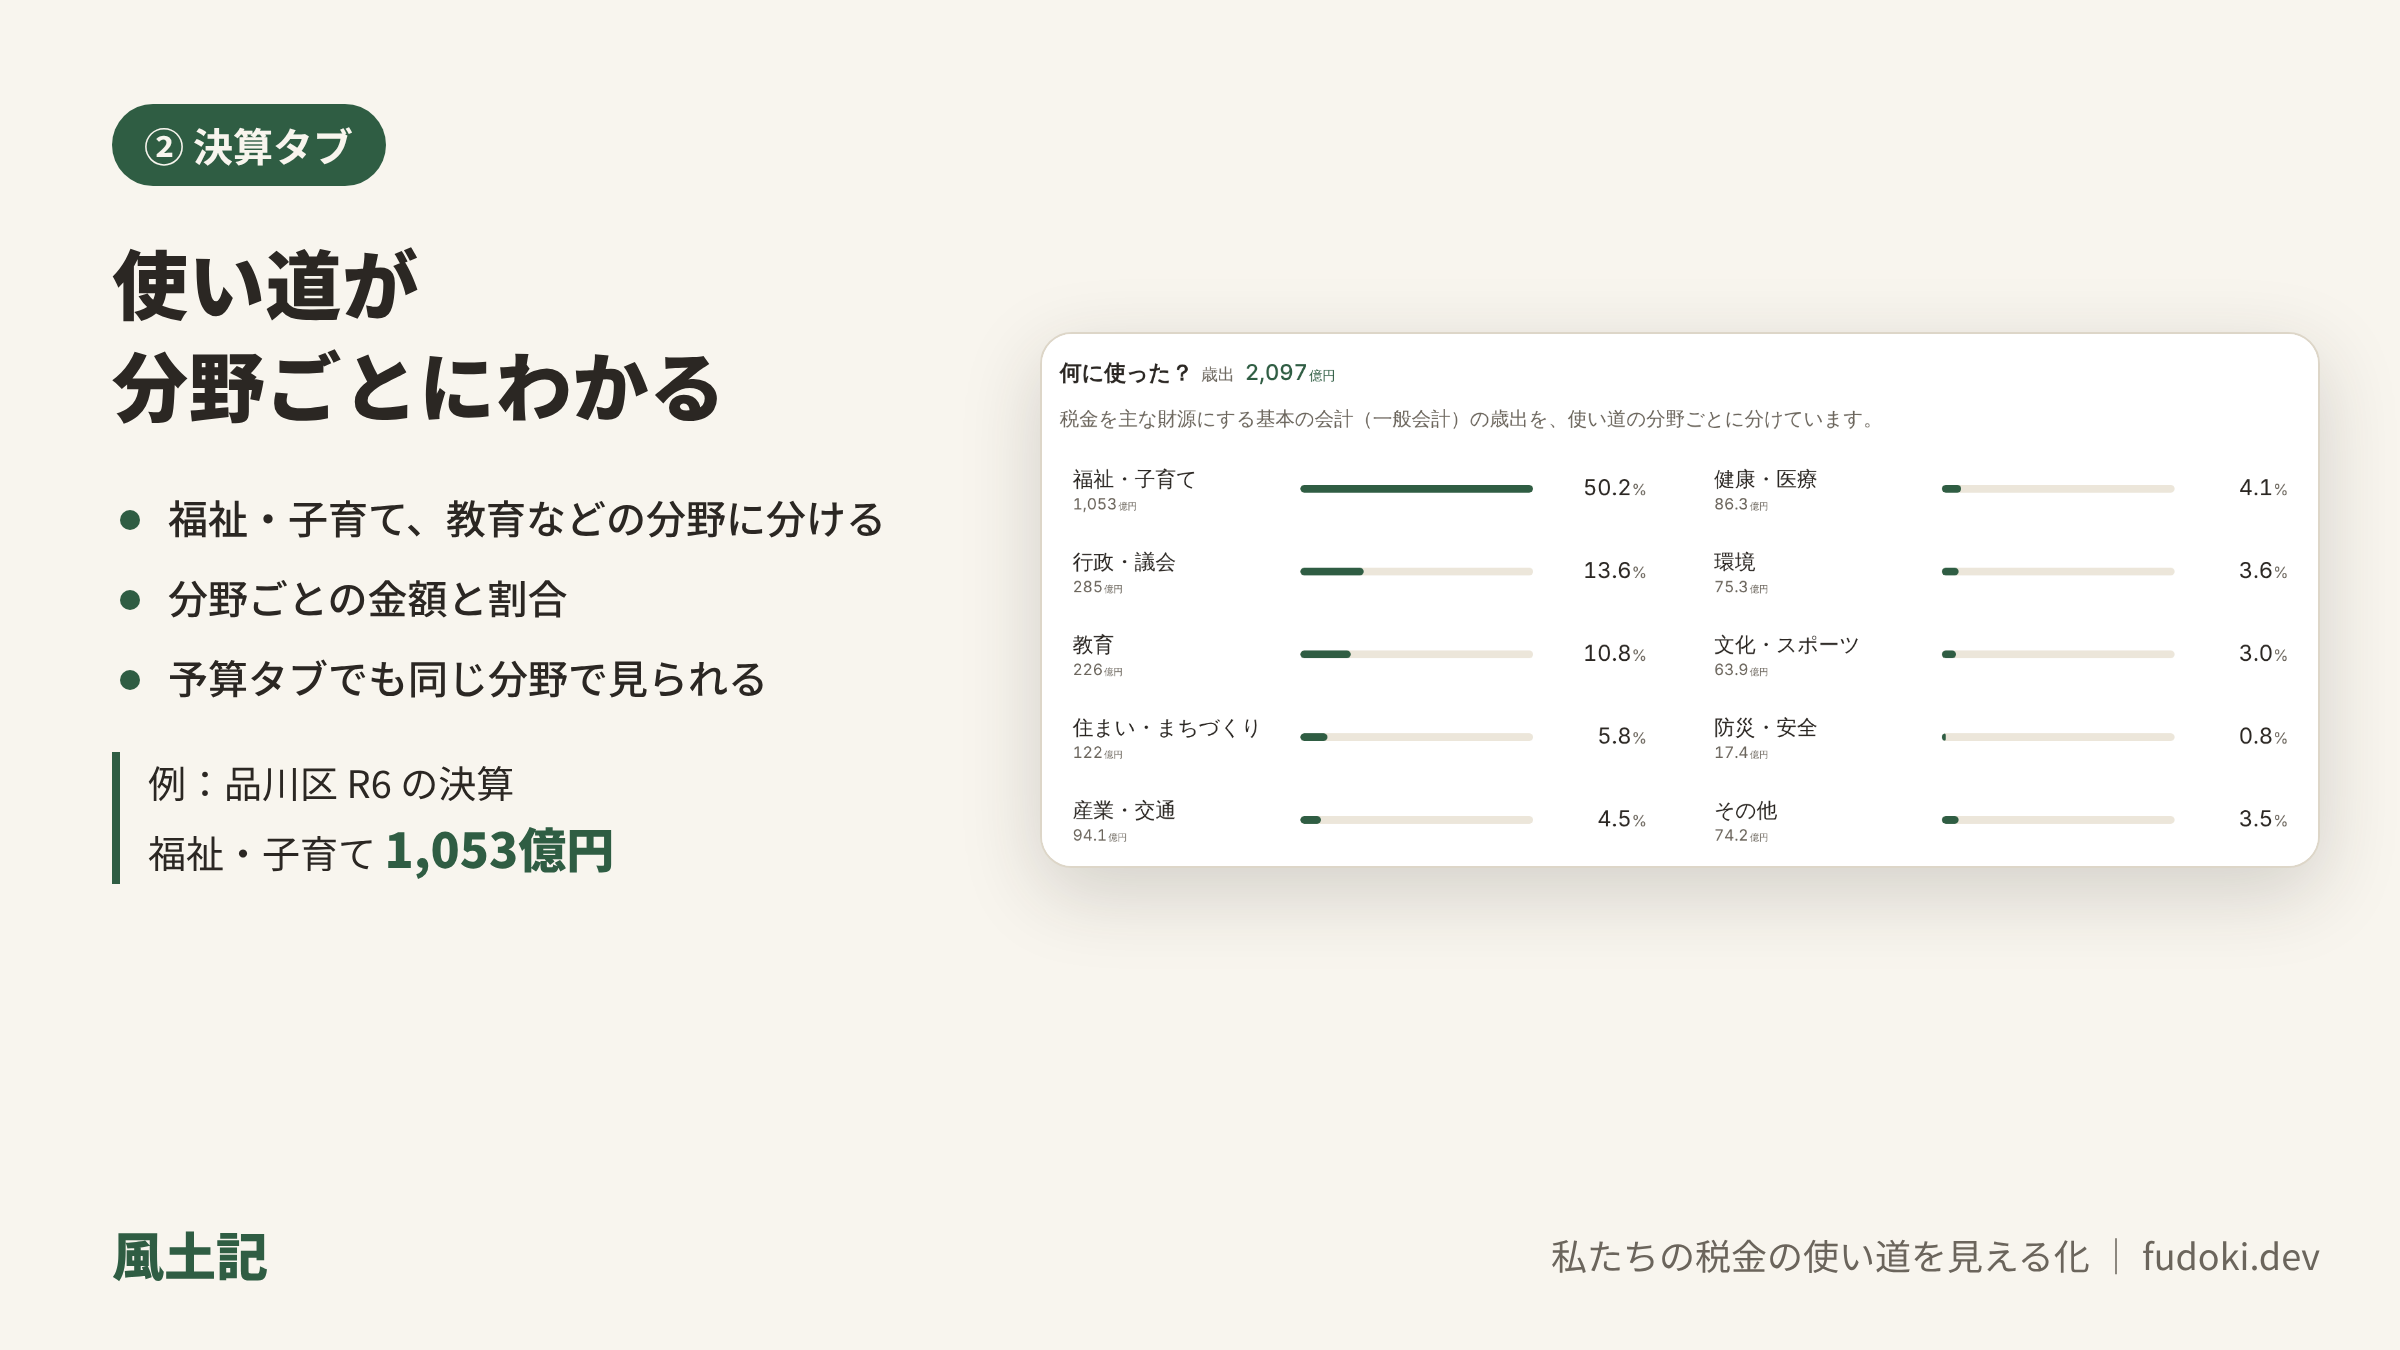 ② 決算タブ
使い道が
分野ごとにわかる
福祉・子育て、教育などの分野に分ける
分野ごとの金額と割合
予算タブでも同じ分野で見られる
例：品川区 R6 の決算
福祉・子育て 1,053億円
何に使った？ 歳出 2,097億円
税金を主な財源にする基本の会計（一般会計）の歳出を、使い道の分野ごとに分けています。
福祉・子育て 50.2%
1,053億円
行政・議会 13.6%
285億円
教育 10.8%
226億円
住まい・まちづくり 5.8%
122億円
産業・交通 4.5%
94.1億円
健康・医療 4.1%
86.3億円
環境 3.6%
75.3億円
文化・スポーツ 3.0%
63.9億円
防災・安全 0.8%
17.4億円
その他 3.5%
74.2億円
風土記
私たちの税金の使い道を見える化｜fudoki.dev